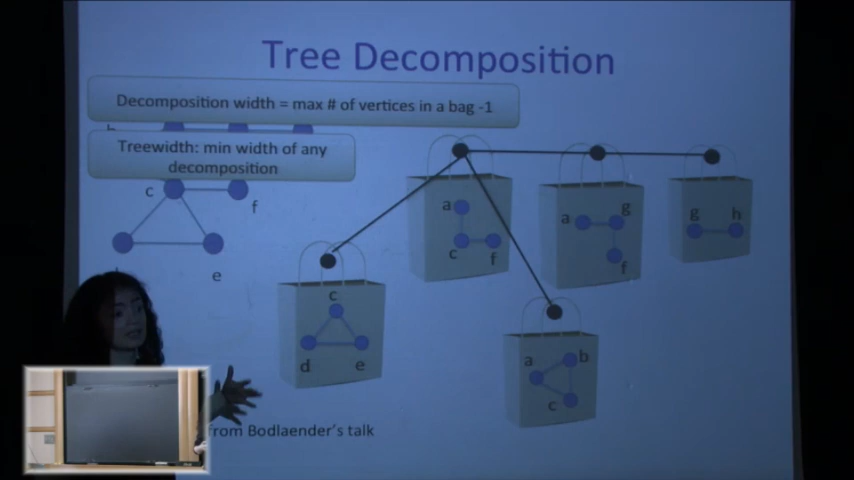 Tree Decomposition
Decomposition width = max # of vertices in a bag -1
Treewidth: min width of any
decomposition
c
f
e
a
c
f
a
g
f
g
h
c
d
e
a
b
c
from Bodlaender's talk